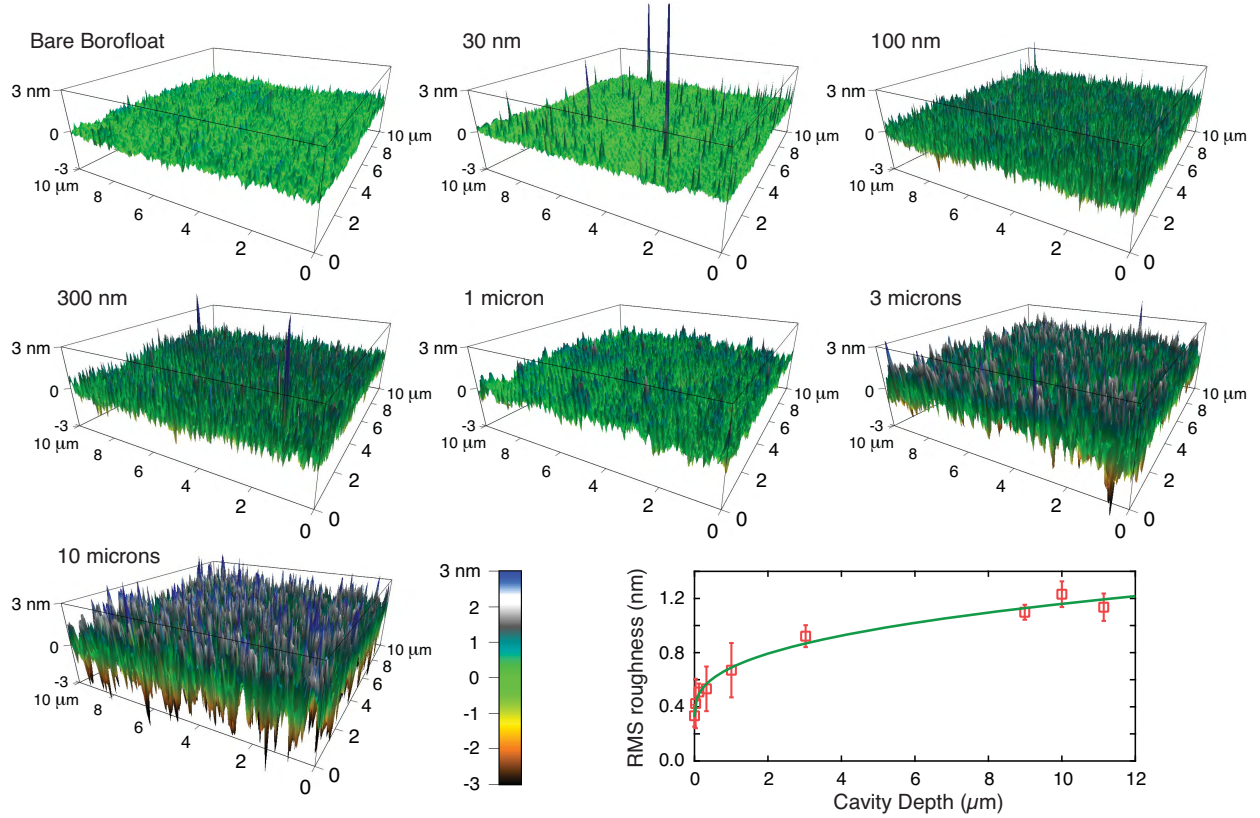 Bare Borofloat
3 nm
0
-3
10 µm
8
6
4
2
0
0
2
4
6
8
10 µm
30 nm
3 nm
0
-3
10 µm
8
6
4
2
0
0
2
4
6
8
10 µm
100 nm
3 nm
0
-3
10 µm
8
6
4
2
0
0
2
4
6
8
10 µm
300 nm
3 nm
0
-3
10 µm
8
6
4
2
0
0
2
4
6
8
10 µm
1 micron
3 nm
0
-3
10 µm
8
6
4
2
0
0
2
4
6
8
10 µm
3 microns
3 nm
0
-3
10 µm
8
6
4
2
0
0
2
4
6
8
10 µm
10 microns
3 nm
0
-3
10 µm
8
6
4
2
0
0
2
4
6
8
10 µm
3 nm
2
1
0
-1
-2
-3
RMS roughness (nm)
1.2
0.8
0.4
0.0
0 2 4 6 8 10 12
Cavity Depth (µm)